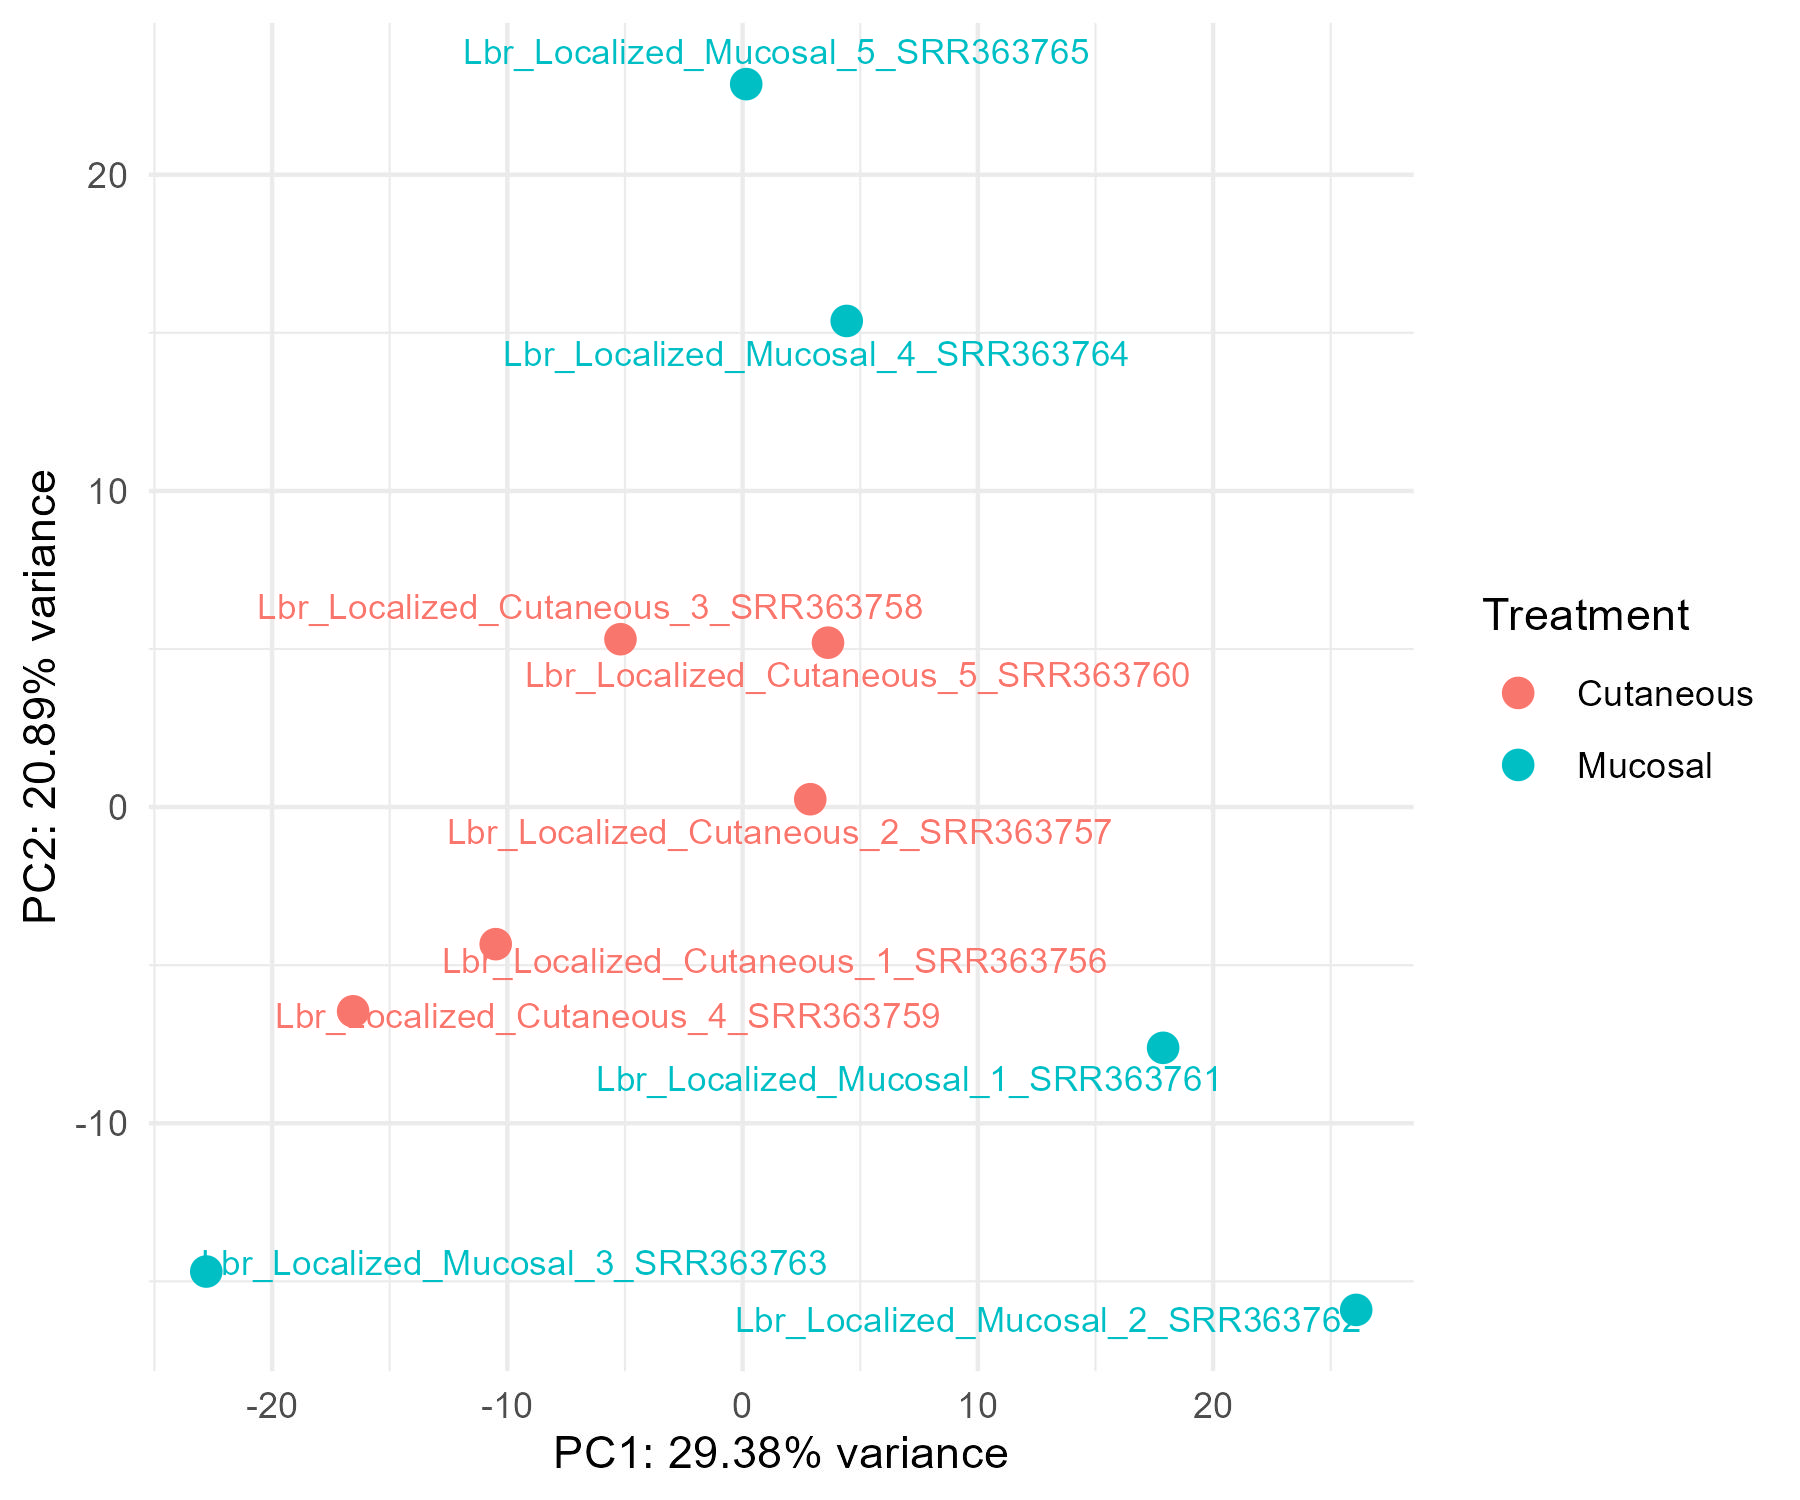 Lbr_Localized_Mucosal_5_SRR363765
20
Lbr_Localized_Mucosal_4_SRR363764
10
Lbr_Localized_Cutaneous_3_SRR363758
Lbr_Localized_Cutaneous_5_SRR363760
0
Lbr_Localized_Cutaneous_2_SRR363757
Lbr_Localized_Cutaneous_1_SRR363756
Lbr_Localized_Cutaneous_4_SRR363759
Lbr_Localized_Mucosal_1_SRR363761
-10
Lbr_Localized_Mucosal_3_SRR363763
Lbr_Localized_Mucosal_2_SRR363762
-20 -10 0 10 20
PC1: 29.38% variance
PC2: 20.89% variance
Treatment
Cutaneous
Mucosal